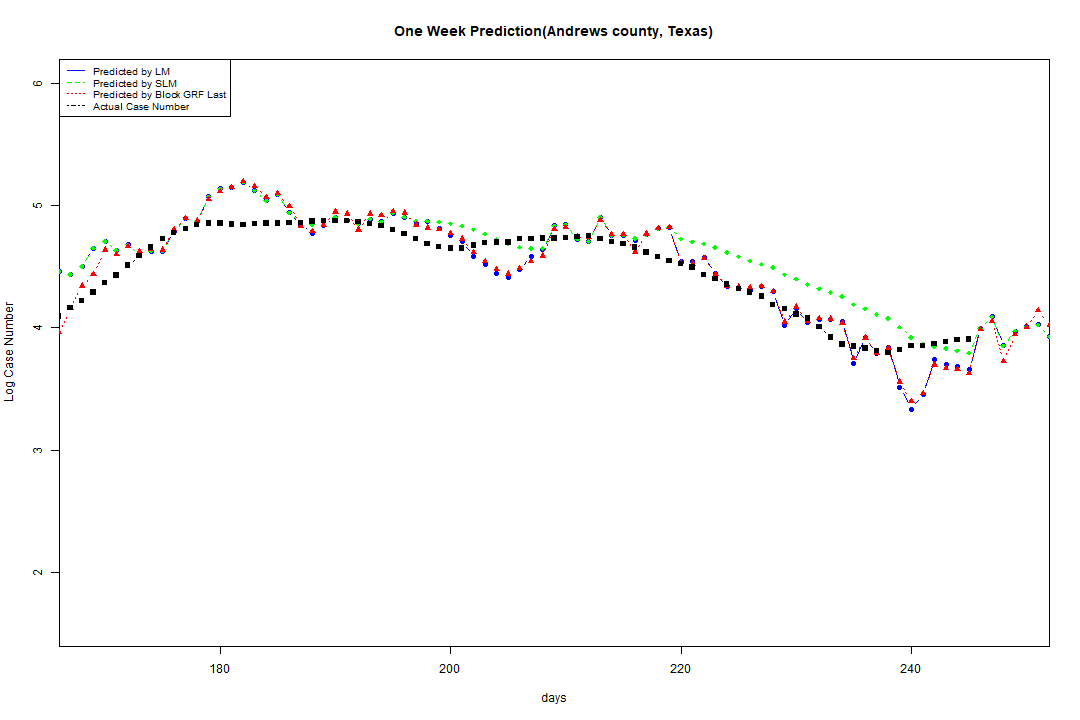 One Week Prediction(Andrews county, Texas)
Predicted by LM
Predicted by SLM
Predicted by Block GRF Last
Actual Case Number
Log Case Number
6
5
4
3
2
180
200
220
240
days